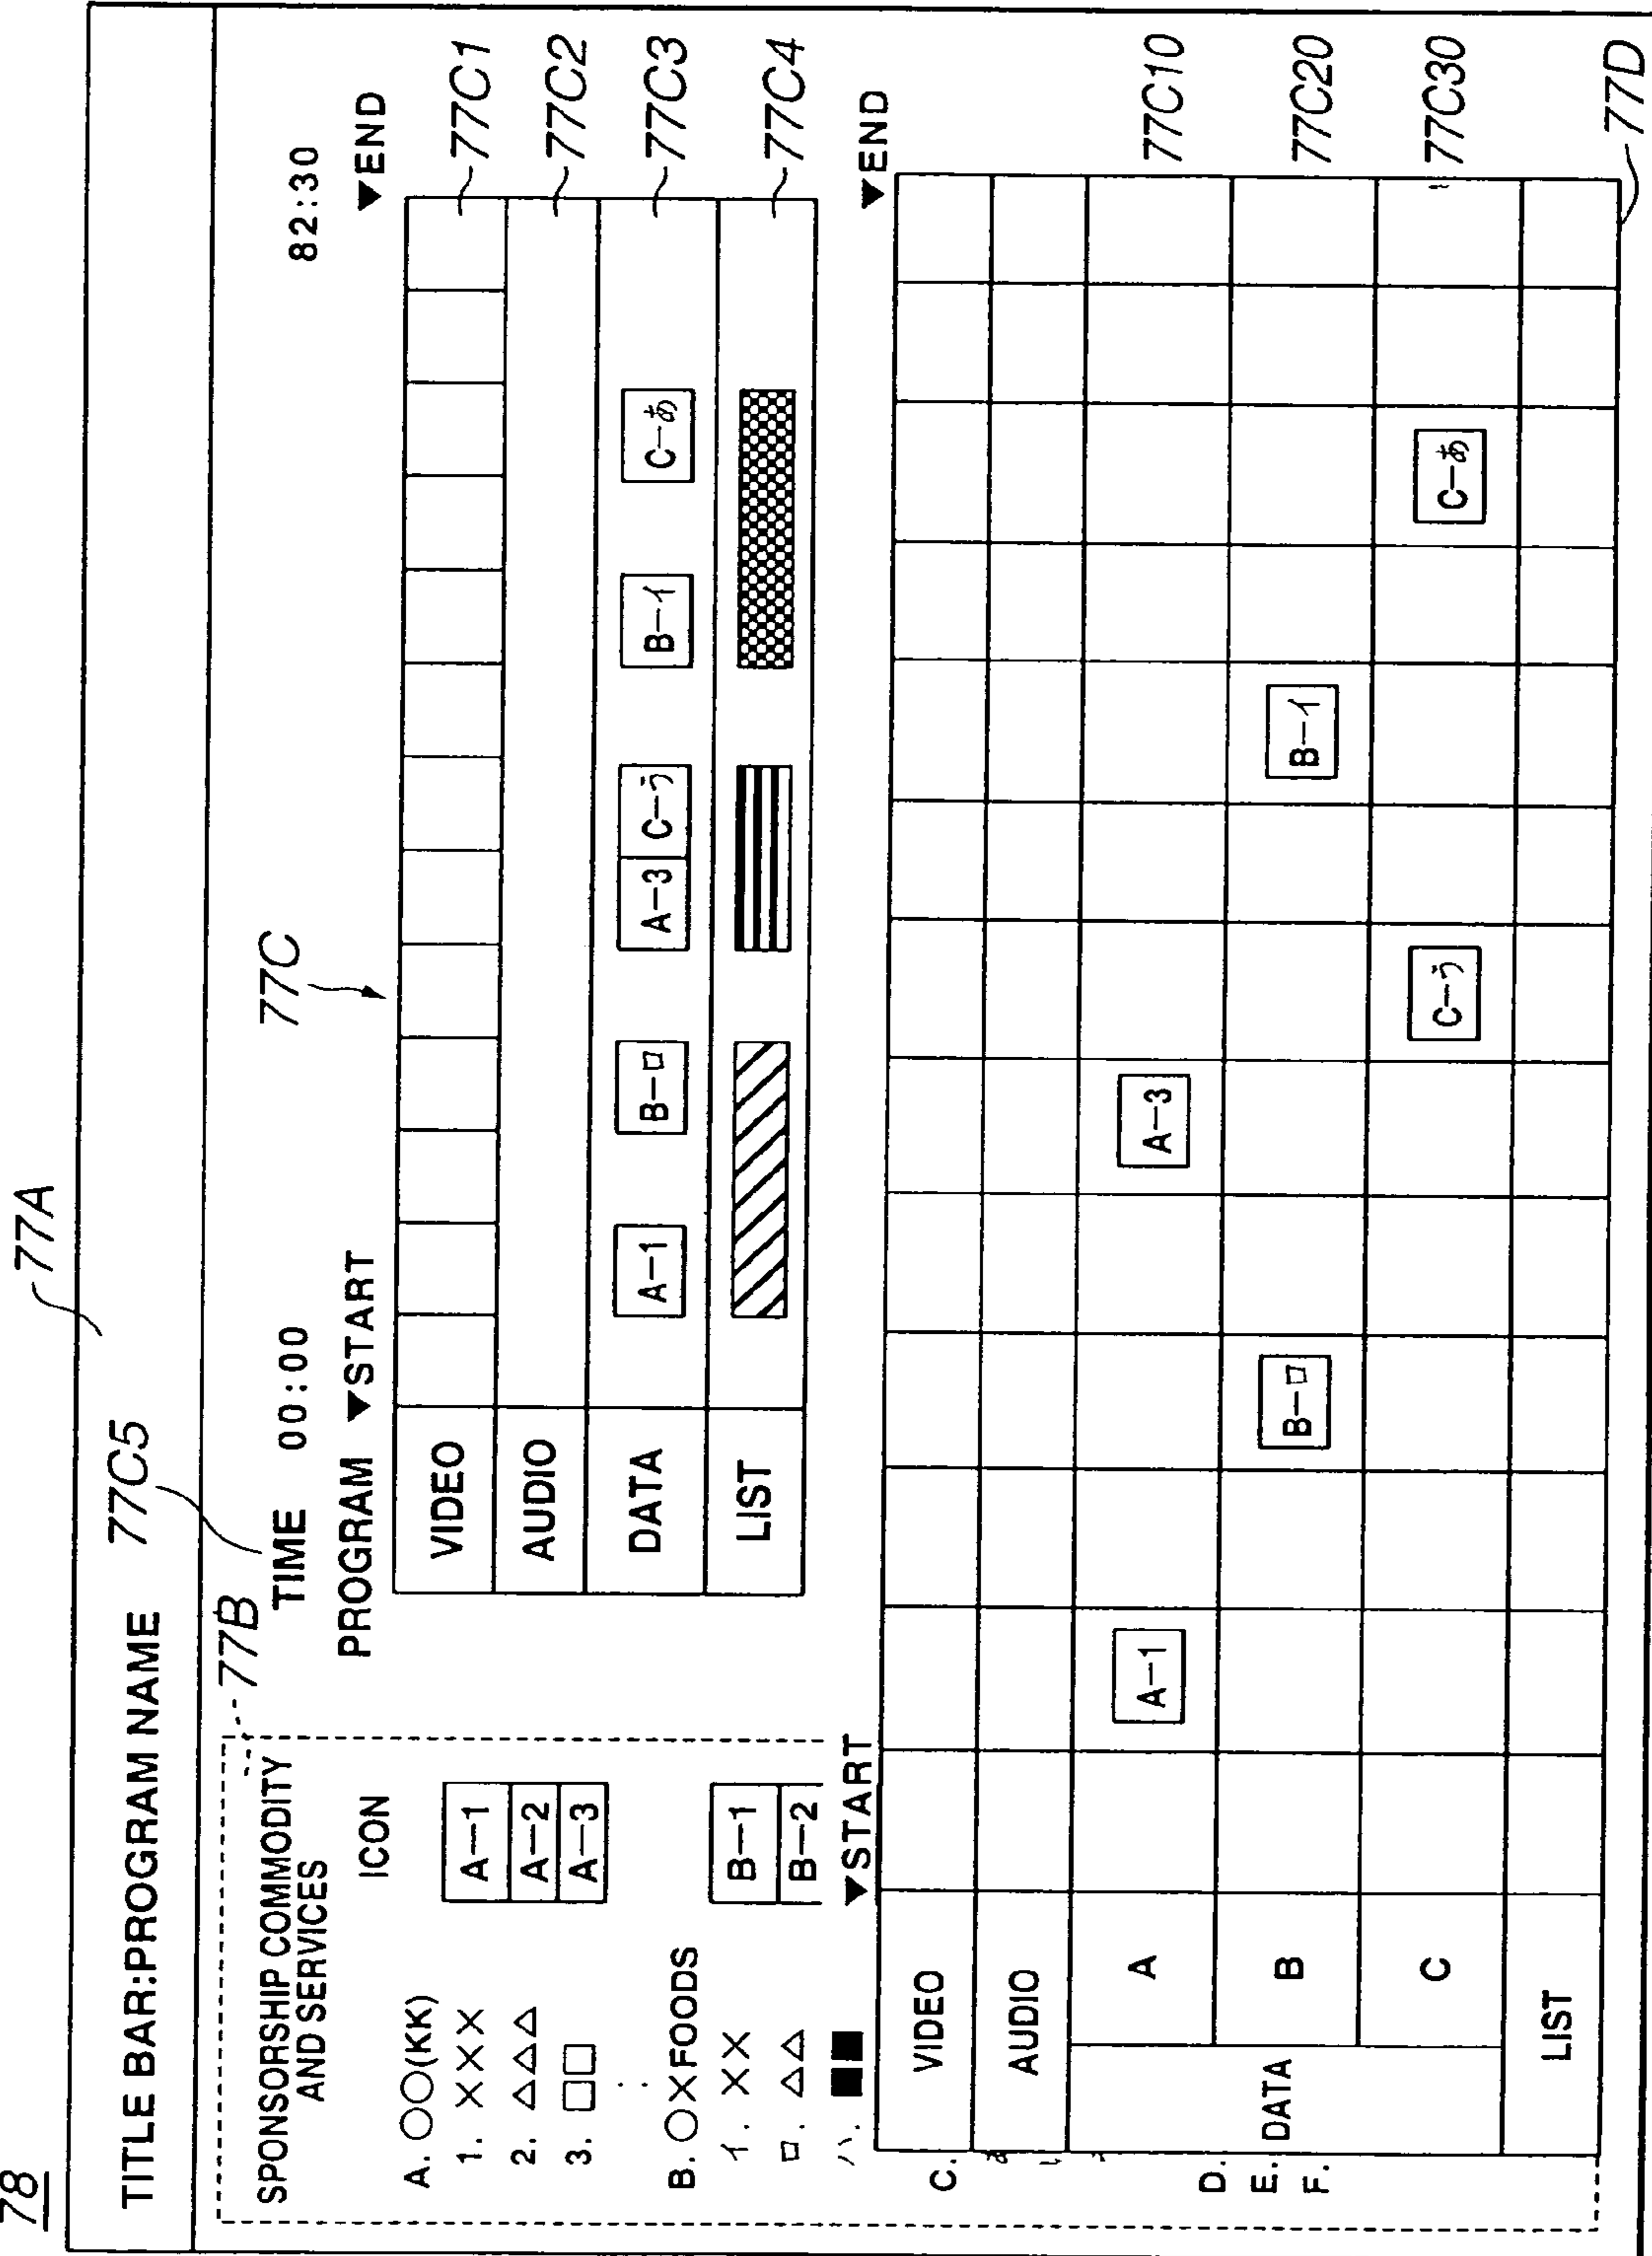 78
77A
TITLE BAR:PROGRAM NAME
77C5
77B
SPONSORSHIP COMMODITY
AND SERVICES
ICON
A. ○○(KK)
1. ×××
A-1
2. △△△
A-2
3. □□
A-3
B. ○×FOODS
イ. ××
B-1
ロ. △△
B-2
ハ. ■■
C.
D.
E.
F.
TIME 00:00
82:30
77C
PROGRAM ▼START
▼END
VIDEO
77C1
AUDIO
77C2
DATA
A-1
B-ロ
A-3
C-う
B-イ
C-あ
77C3
LIST
77C4
▼START
▼END
VIDEO
AUDIO
DATA
A
A-1
A-3
77C10
B
B-ロ
B-イ
77C20
C
C-う
C-あ
77C30
LIST
77D